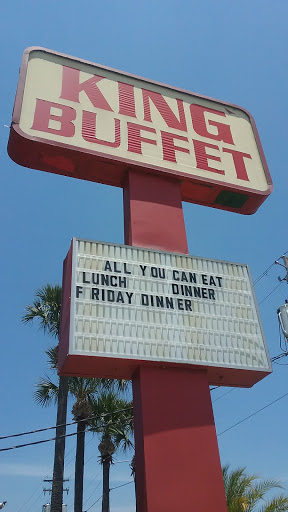 KING
BUFFET
ALL YOU CAN EAT
LUNCH DINNER
FRIDAY DINNER